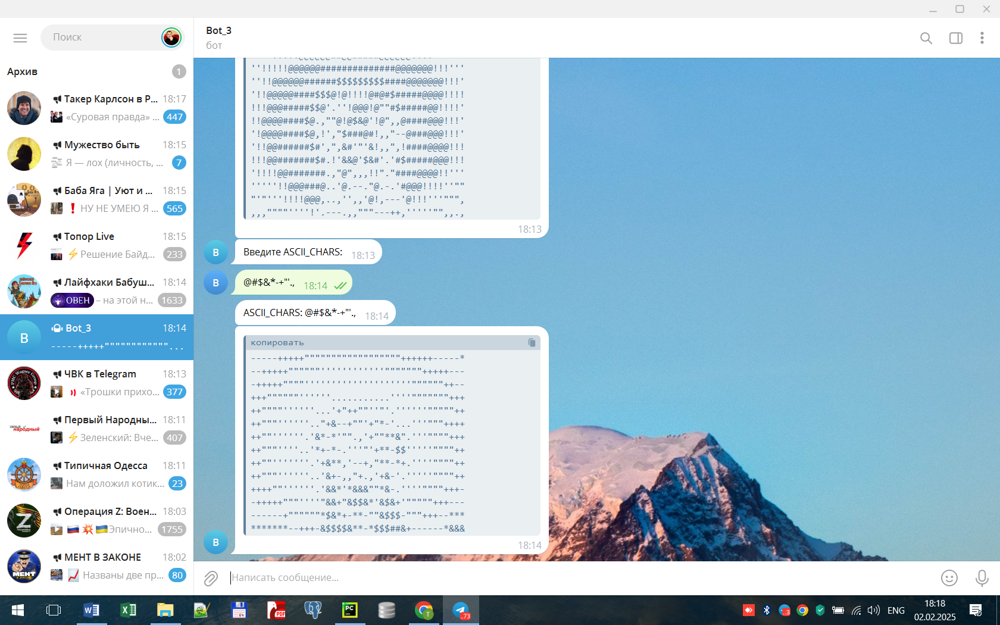 Поиск
Архив
1
Такер Карлсон в Р... 18:17
«Суровая правда» ... 447
Мужество быть 18:15
Я — лох (личность, ... 7
Баба Яга | Уют и ... 18:15
❗ НУ НЕ УМЕЮ Я ... 565
Топор Live 18:15
⚡ Решение Байд... 233
Лайфхаки Бабуш... 18:14
ОВЕН – на этой н... 1633
B
Bot_3 18:14
-----+++++""""""""""""...
ЧВК в Telegram 18:13
«Трошки прихо... 377
Первый Народны... 18:11
⚡ Зеленский: Вче... 407
Типичная Одесса 18:11
Нам доложил котик... 23
Операция Z: Воен... 18:03
🇷🇺💥🇺🇦Эпично... 1755
МЕНТ В ЗАКОНЕ 18:02
📈 Названы две пр... 80
Bot_3
бот
''!!!!!@@@@@@##############@@@@@@@!!!'''
''!!@@@@@@######$$$$$$$$$####@@@@@@@!!!'
'!!@@@@@####$$$@!@!!!!@#@#$#####@@@@!!!!
!!!@@@#####$$@'.''!@@@!@""#$#####@@!!!!'
!!@@@@####$@.,""@!@$&@'!@",,@####@@@!!!'
'!@@@@####$@,!',"$###@#!,,"--@###@@@!!!'
'!!@@######$#',",&#'"'&!,,",!####@@@@!!!
!!!@@#######$#.!'&&@'$&#'.'#$#####@@@!!!
'!!!!@@#######.,"@",,,!!"."####@@@@!!'''
'''''!!@@@###@..'@.--."@.-.'#@@@!!!!''""
"'"'''!!!!@@@,..,'',,'@!,---'@!!!'''""",
,,,""""''''!'.---.,,"""---++,'''''"",,.,
18:13
B
Введите ASCII_CHARS: 18:13
B
@#$&*-+"'., 18:14
ASCII_CHARS: @#$&*-+"'., 18:14
копировать
-----+++++""""""""""""""""""++++++-----*
--+++++""""""''''''''''''"""""""+++++---
-+++++""""''''''''''''''''''''""""""++--
+++""""""''''''...........''''"""""""+++
++""""''''''...'+"++""''"'.''''''"""""++
++"""''''''.."+&--+""'+"*-'...'''"""++++
++""''''''.'&*-*'"".,'+""**&".'''""""+++
++"""''''..'*+-*-.'''"'+**-$$'''''""""++
++""'''''''.'+&**,'--+,"**-*+.''''""""++
++"""''''''..'&+-,,"+.,'+&-'.'''''""""++
++++""''''''.'&&*'*&&&""*&-.''''""""+++-
-+++++"""''''"&&+"&$$&*'&$&+'"""""+++---
------+""""""*$&*+-**-""&$$$-"""+++--***
*******--+++-&$$$$&**-*$$$##&+------*&&&
18:14
B
Написать сообщение...
ENG
18:18
02.02.2025